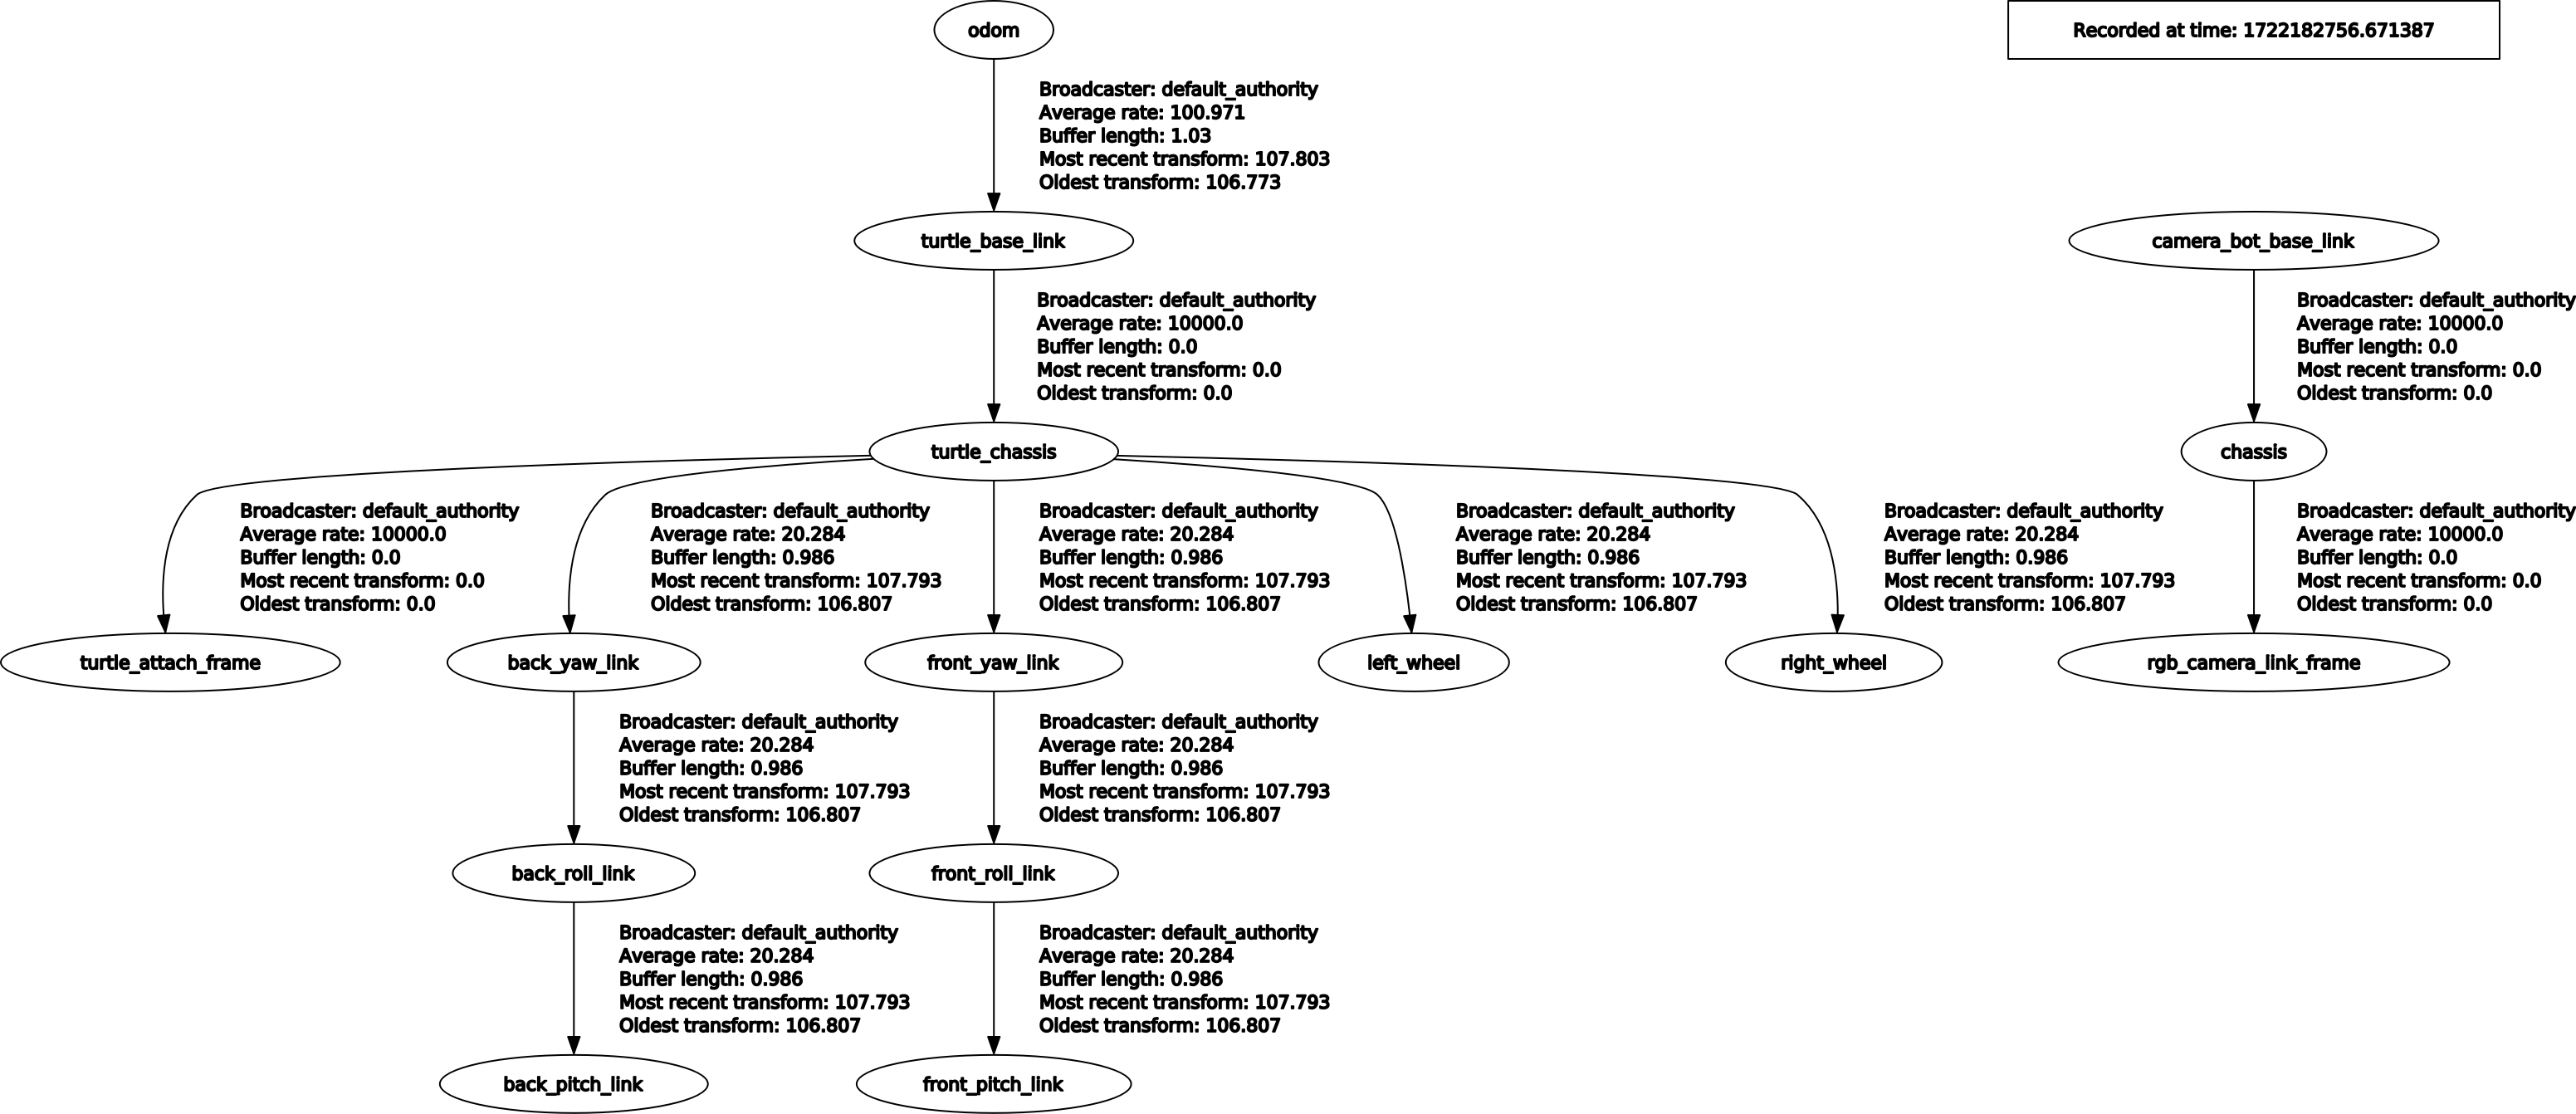 odom
Recorded at time: 1722182756.671387
Broadcaster: default_authority
Average rate: 100.971
Buffer length: 1.03
Most recent transform: 107.803
Oldest transform: 106.773
turtle_base_link
camera_bot_base_link
Broadcaster: default_authority
Average rate: 10000.0
Buffer length: 0.0
Most recent transform: 0.0
Oldest transform: 0.0
Broadcaster: default_authority
Average rate: 10000.0
Buffer length: 0.0
Most recent transform: 0.0
Oldest transform: 0.0
turtle_chassis
chassis
Broadcaster: default_authority
Average rate: 10000.0
Buffer length: 0.0
Most recent transform: 0.0
Oldest transform: 0.0
Broadcaster: default_authority
Average rate: 20.284
Buffer length: 0.986
Most recent transform: 107.793
Oldest transform: 106.807
Broadcaster: default_authority
Average rate: 20.284
Buffer length: 0.986
Most recent transform: 107.793
Oldest transform: 106.807
Broadcaster: default_authority
Average rate: 20.284
Buffer length: 0.986
Most recent transform: 107.793
Oldest transform: 106.807
Broadcaster: default_authority
Average rate: 20.284
Buffer length: 0.986
Most recent transform: 107.793
Oldest transform: 106.807
Broadcaster: default_authority
Average rate: 10000.0
Buffer length: 0.0
Most recent transform: 0.0
Oldest transform: 0.0
turtle_attach_frame
back_yaw_link
front_yaw_link
left_wheel
right_wheel
rgb_camera_link_frame
Broadcaster: default_authority
Average rate: 20.284
Buffer length: 0.986
Most recent transform: 107.793
Oldest transform: 106.807
Broadcaster: default_authority
Average rate: 20.284
Buffer length: 0.986
Most recent transform: 107.793
Oldest transform: 106.807
back_roll_link
front_roll_link
Broadcaster: default_authority
Average rate: 20.284
Buffer length: 0.986
Most recent transform: 107.793
Oldest transform: 106.807
Broadcaster: default_authority
Average rate: 20.284
Buffer length: 0.986
Most recent transform: 107.793
Oldest transform: 106.807
back_pitch_link
front_pitch_link